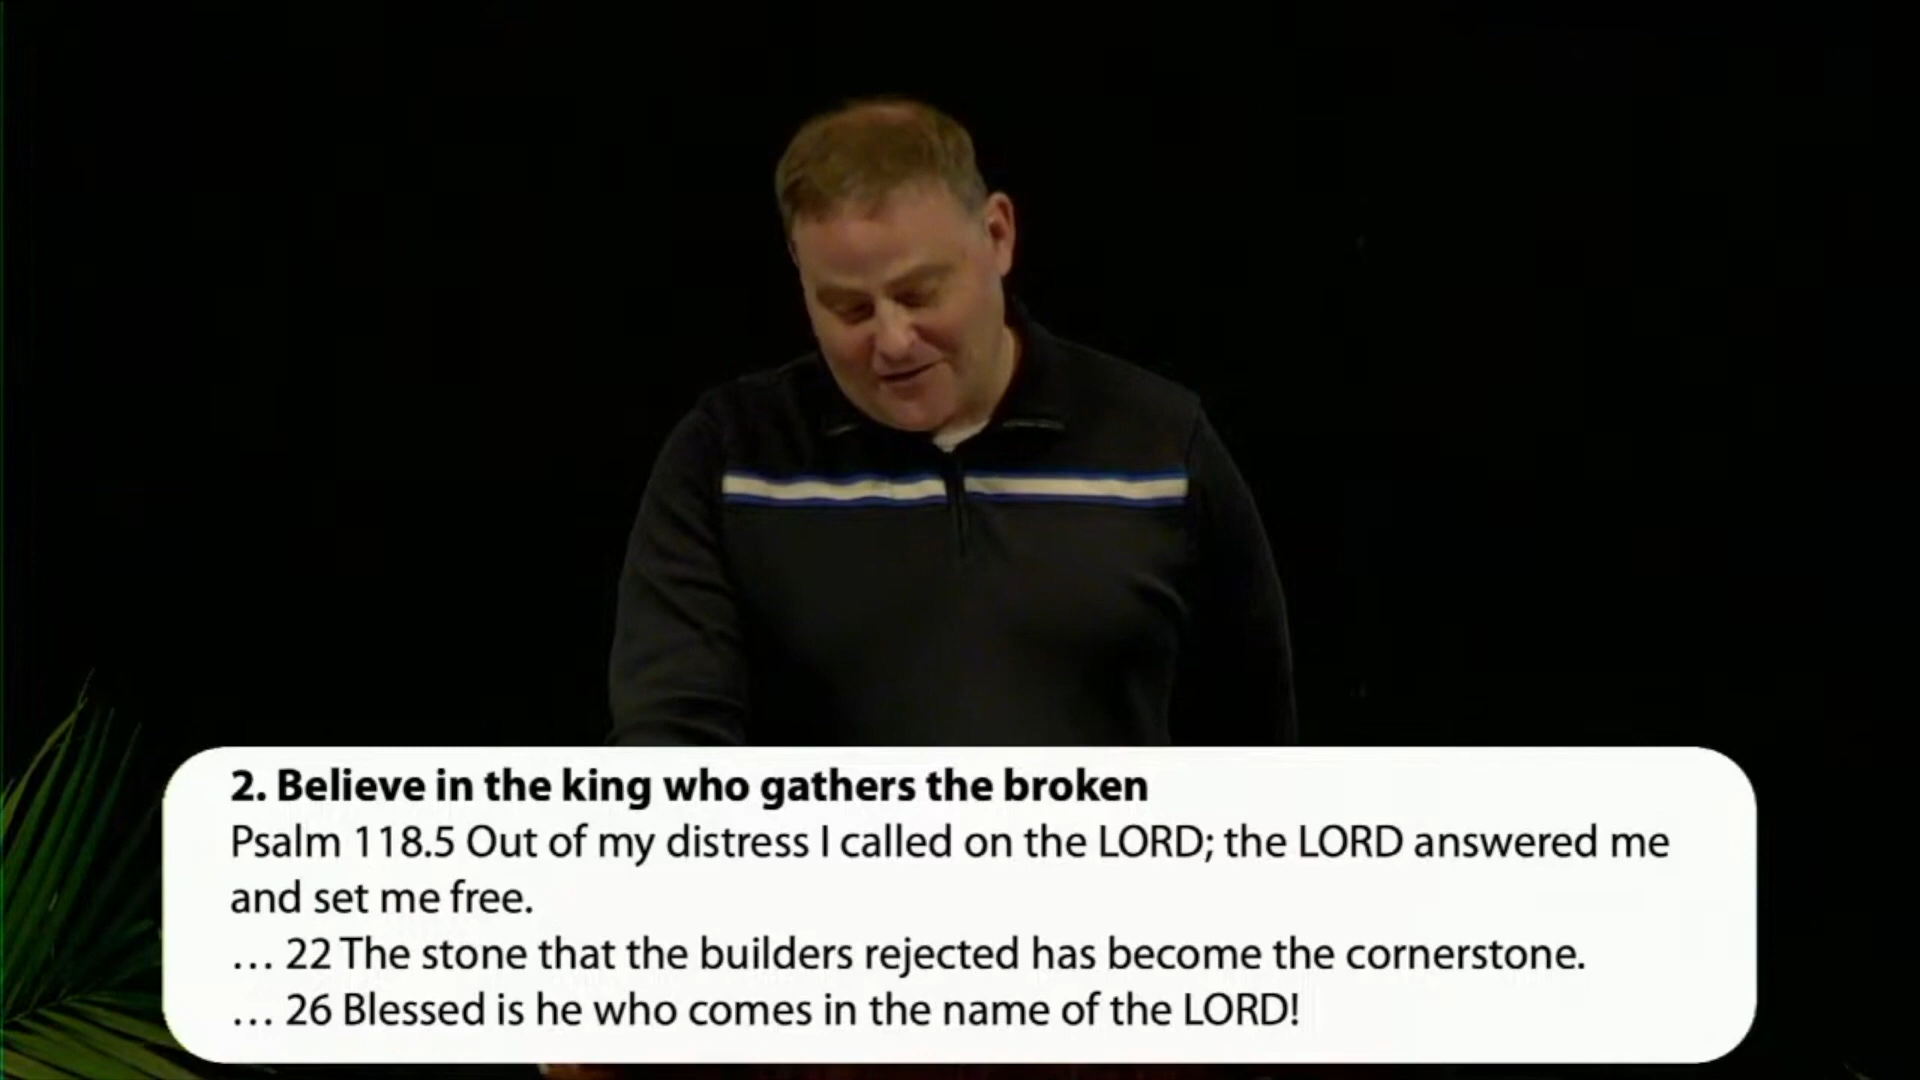 2. Believe in the king who gathers the broken
Psalm 118.5 Out of my distress I called on the LORD; the LORD answered me
and set me free.
… 22 The stone that the builders rejected has become the cornerstone.
… 26 Blessed is he who comes in the name of the LORD!